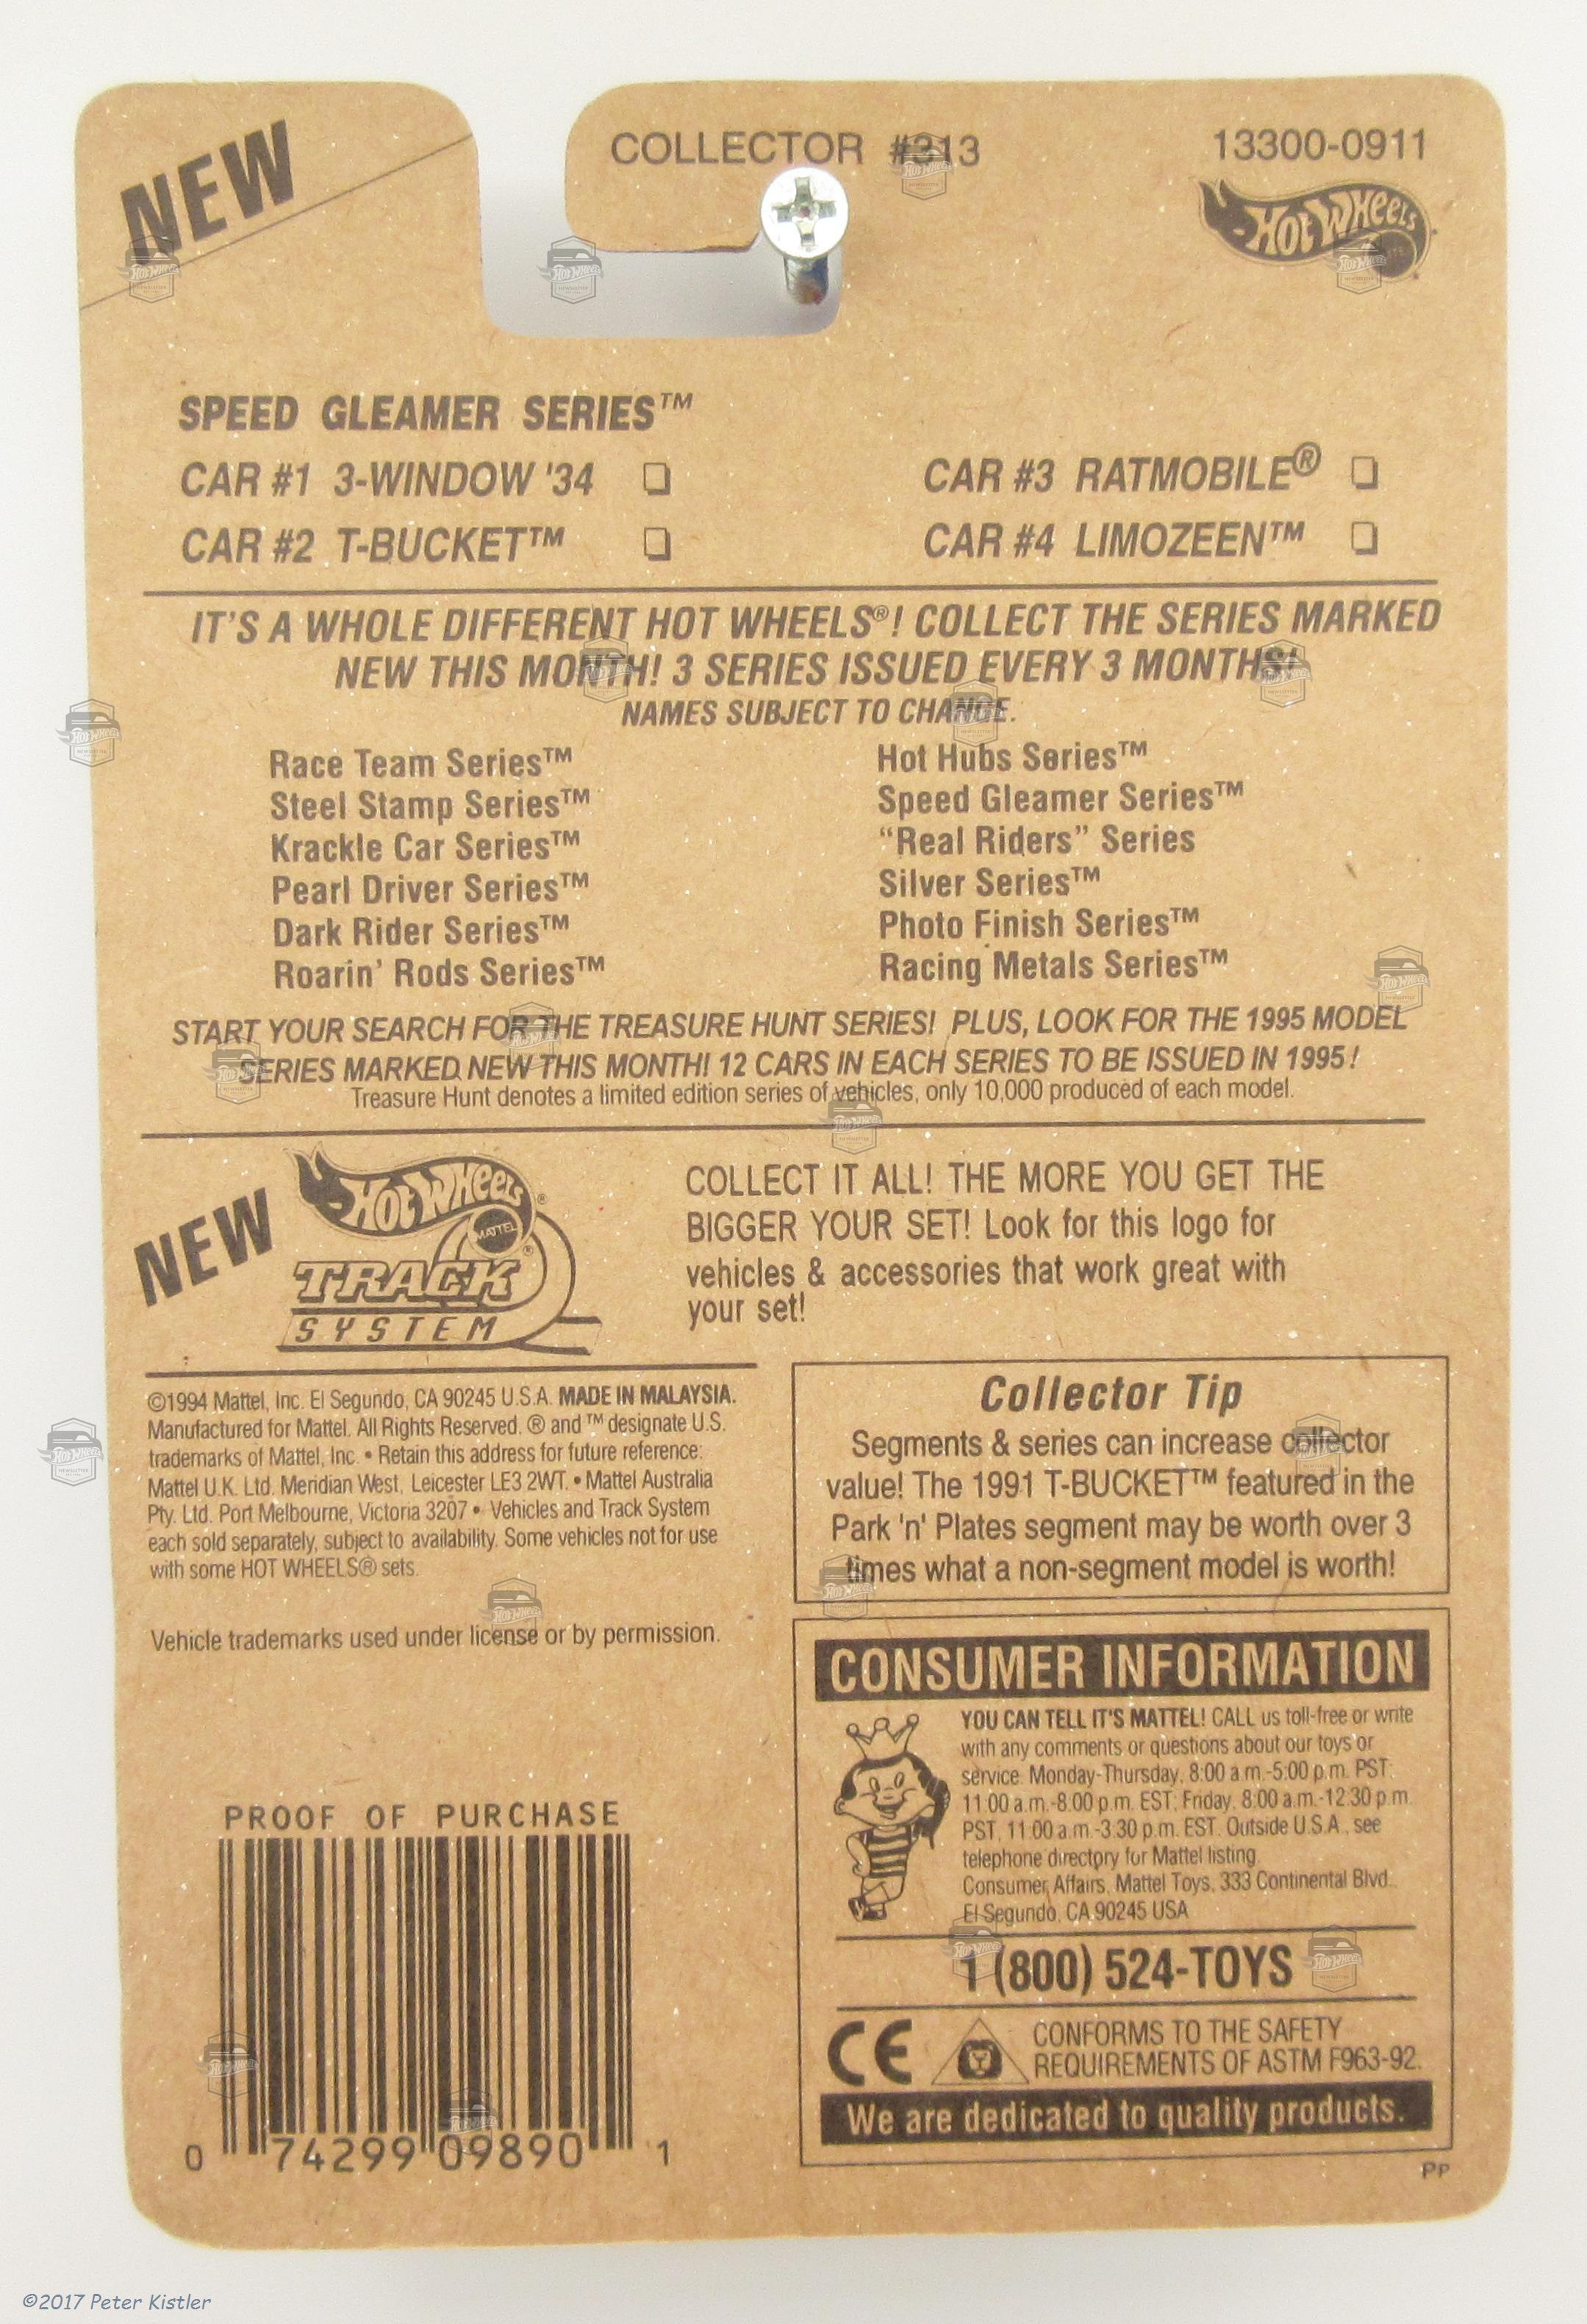 NEW
COLLECTOR #313
13300-0911
HOT WHEELS
SPEED GLEAMER SERIES™
CAR #1 3-WINDOW '34 ❏
CAR #2 T-BUCKET™ ❏
CAR #3 RATMOBILE® ❏
CAR #4 LIMOZEEN™ ❏
IT'S A WHOLE DIFFERENT HOT WHEELS®! COLLECT THE SERIES MARKED
NEW THIS MONTH! 3 SERIES ISSUED EVERY 3 MONTHS!
NAMES SUBJECT TO CHANGE.
Race Team Series™
Steel Stamp Series™
Krackle Car Series™
Pearl Driver Series™
Dark Rider Series™
Roarin' Rods Series™
Hot Hubs Series™
Speed Gleamer Series™
“Real Riders” Series
Silver Series™
Photo Finish Series™
Racing Metals Series™
START YOUR SEARCH FOR THE TREASURE HUNT SERIES! PLUS, LOOK FOR THE 1995 MODEL
SERIES MARKED NEW THIS MONTH! 12 CARS IN EACH SERIES TO BE ISSUED IN 1995!
Treasure Hunt denotes a limited edition series of vehicles, only 10,000 produced of each model.
NEW
HOT WHEELS®
MATTEL®
TRACK
SYSTEM
COLLECT IT ALL! THE MORE YOU GET THE
BIGGER YOUR SET! Look for this logo for
vehicles & accessories that work great with
your set!
©1994 Mattel, Inc. El Segundo, CA 90245 U.S.A. MADE IN MALAYSIA.
Manufactured for Mattel. All Rights Reserved. ® and ™ designate U.S.
trademarks of Mattel, Inc. • Retain this address for future reference:
Mattel U.K. Ltd. Meridian West, Leicester LE3 2WT. • Mattel Australia
Pty. Ltd. Port Melbourne, Victoria 3207 • Vehicles and Track System
each sold separately, subject to availability. Some vehicles not for use
with some HOT WHEELS® sets.
Vehicle trademarks used under license or by permission.
Collector Tip
Segments & series can increase collector
value! The 1991 T-BUCKET™ featured in the
Park 'n' Plates segment may be worth over 3
times what a non-segment model is worth!
CONSUMER INFORMATION
YOU CAN TELL IT'S MATTEL! CALL us toll-free or write
with any comments or questions about our toys or
service. Monday-Thursday, 8:00 a.m.-5:00 p.m. PST;
11:00 a.m.-8:00 p.m. EST; Friday, 8:00 a.m.-12:30 p.m.
PST, 11:00 a.m.-3:30 p.m. EST. Outside U.S.A., see
telephone directory for Mattel listing.
Consumer Affairs, Mattel Toys, 333 Continental Blvd.,
El Segundo, CA 90245 USA
1 (800) 524-TOYS
CE
CONFORMS TO THE SAFETY
REQUIREMENTS OF ASTM F963-92.
We are dedicated to quality products.
PP
PROOF OF PURCHASE
0 74299 09890 1
©2017 Peter Kistler